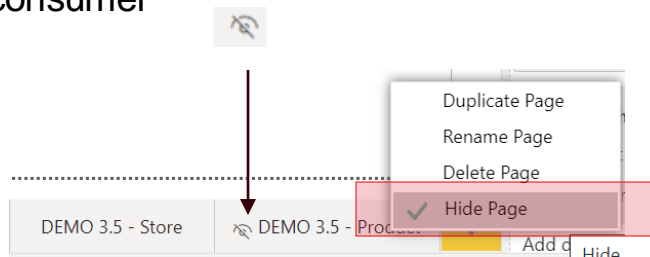 consumer
Duplicate Page
Rename Page
Delete Page
Hide Page
DEMO 3.5 - Store
DEMO 3.5 - Product
Add d
Hide